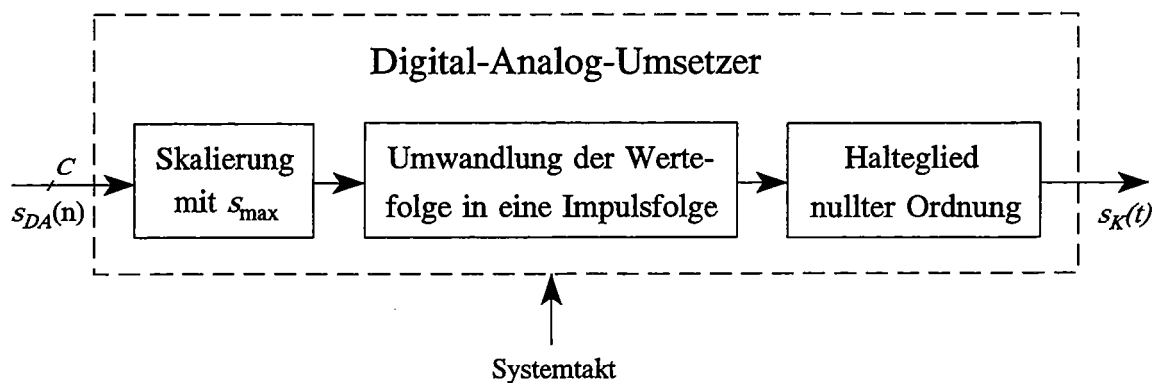 Digital-Analog-Umsetzer
C
s_DA(n)
Skalierung
mit s_max
Umwandlung der Werte-
folge in eine Impulsfolge
Halteglied
nullter Ordnung
s_K(t)
Systemtakt